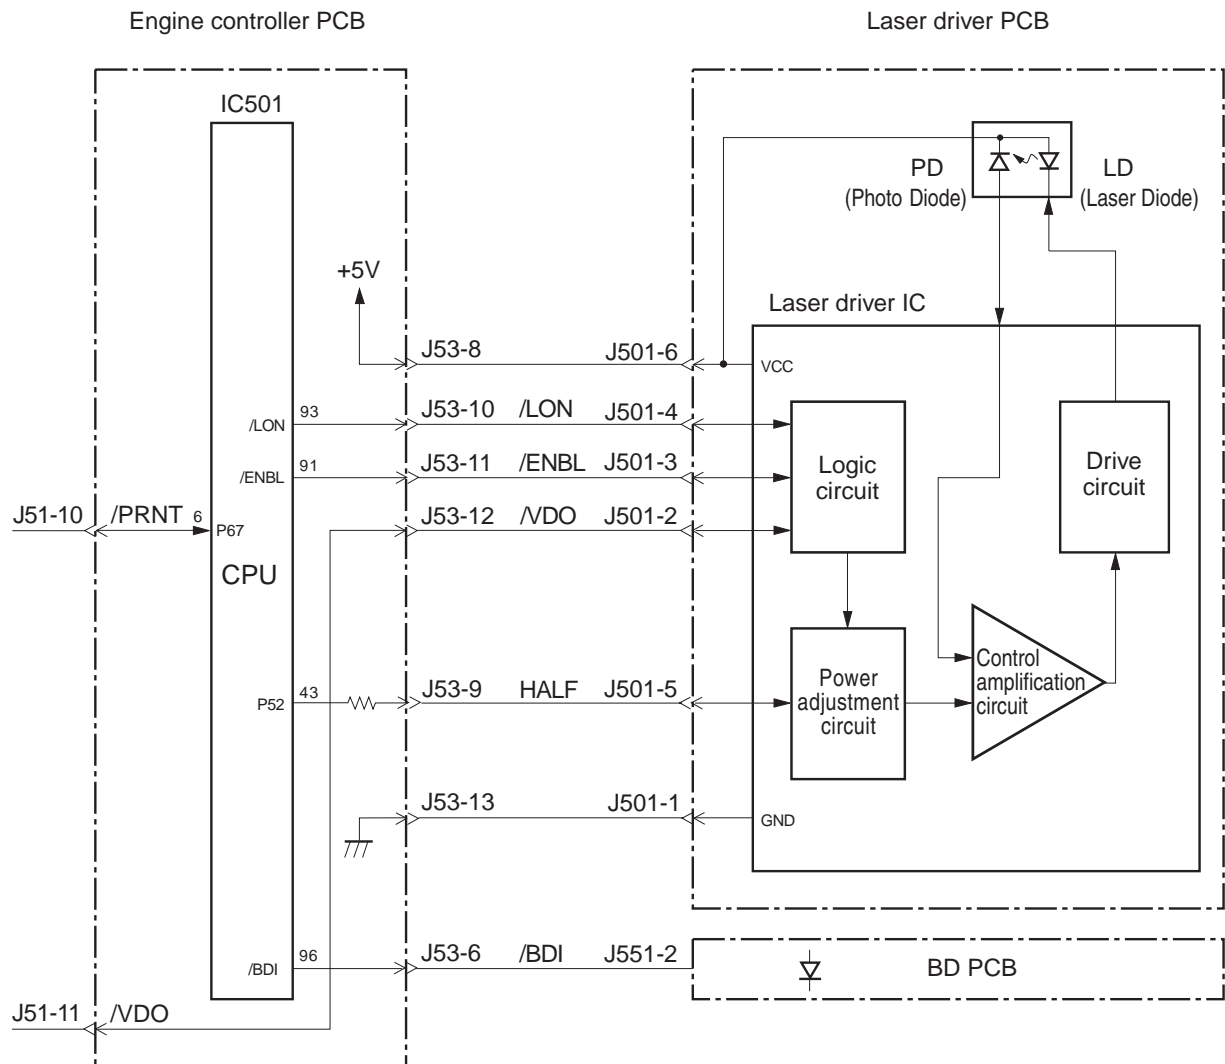 Engine controller PCB
Laser driver PCB
IC501
PD
(Photo Diode)
LD
(Laser Diode)
+5V
Laser driver IC
J53-8
J501-6
VCC
/LON
93
J53-10
/LON
J501-4
/ENBL
91
J53-11
/ENBL
J501-3
Logic
circuit
Drive
circuit
J51-10
/PRNT
6
P67
J53-12
/VDO
J501-2
CPU
P52
43
J53-9
HALF
J501-5
Power
adjustment
circuit
Control
amplification
circuit
J53-13
J501-1
GND
/BDI
96
J53-6
/BDI
J551-2
BD PCB
J51-11
/VDO